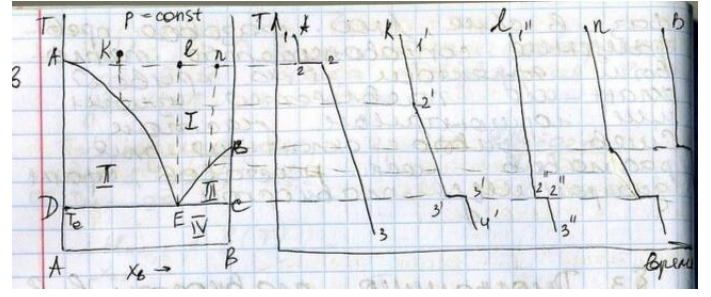 P = const
T
A
K
l
n
I
B
II
III
D
Te
E
C
IV
A
XB →
B
T
A
1
2
2
3
K
1'
2'
3'
3'
4'
l
1''
2''
2''
3''
n
B
Время